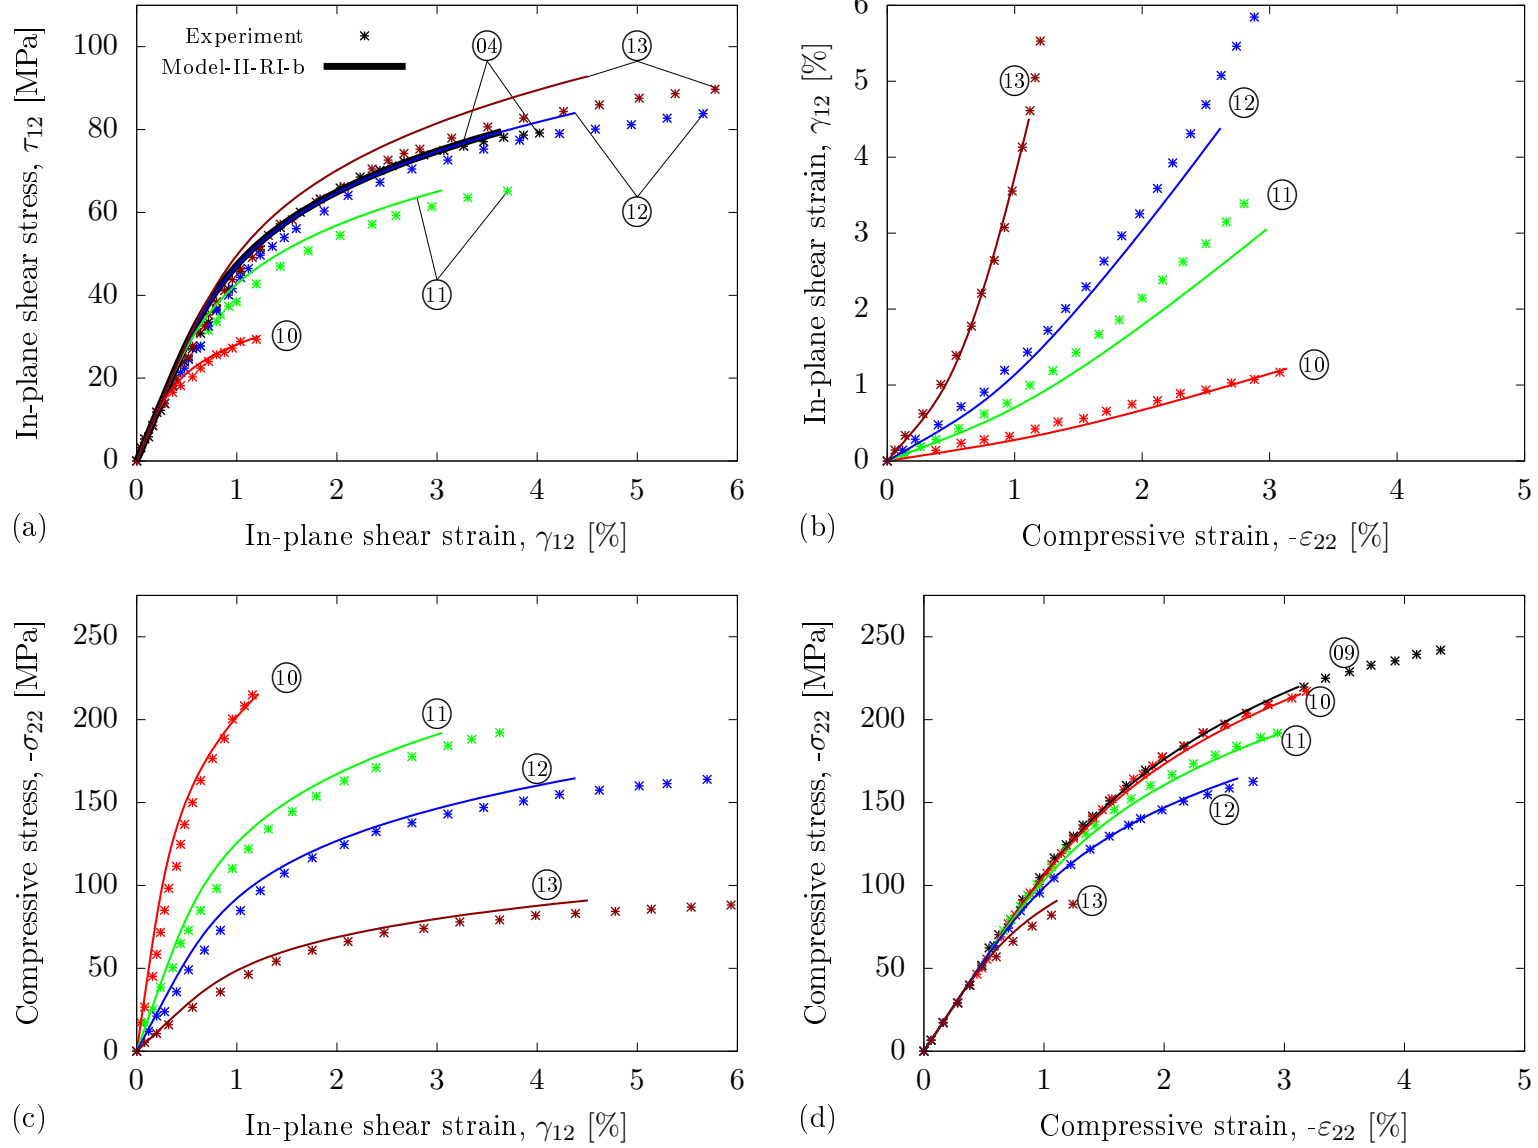 In-plane shear stress, τ12 [MPa]
100
80
60
40
20
0
Experiment
Model-II-RI-b
04
13
12
11
10
0 1 2 3 4 5 6
(a)
In-plane shear strain, γ12 [%]
In-plane shear strain, γ12 [%]
6
5
4
3
2
1
0
13
12
11
10
0 1 2 3 4 5
(b)
Compressive strain, -ε22 [%]
Compressive stress, -σ22 [MPa]
250
200
150
100
50
0
10
11
12
13
0 1 2 3 4 5 6
(c)
In-plane shear strain, γ12 [%]
Compressive stress, -σ22 [MPa]
250
200
150
100
50
0
09
10
11
12
13
0 1 2 3 4 5
(d)
Compressive strain, -ε22 [%]